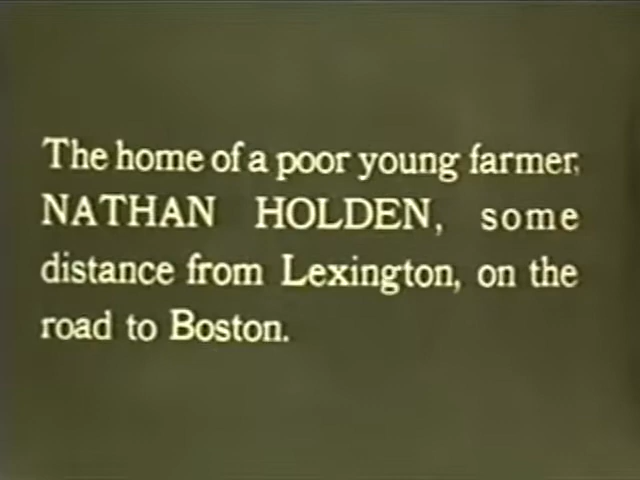 The home of a poor young farmer,
NATHAN HOLDEN, some
distance from Lexington, on the
road to Boston.